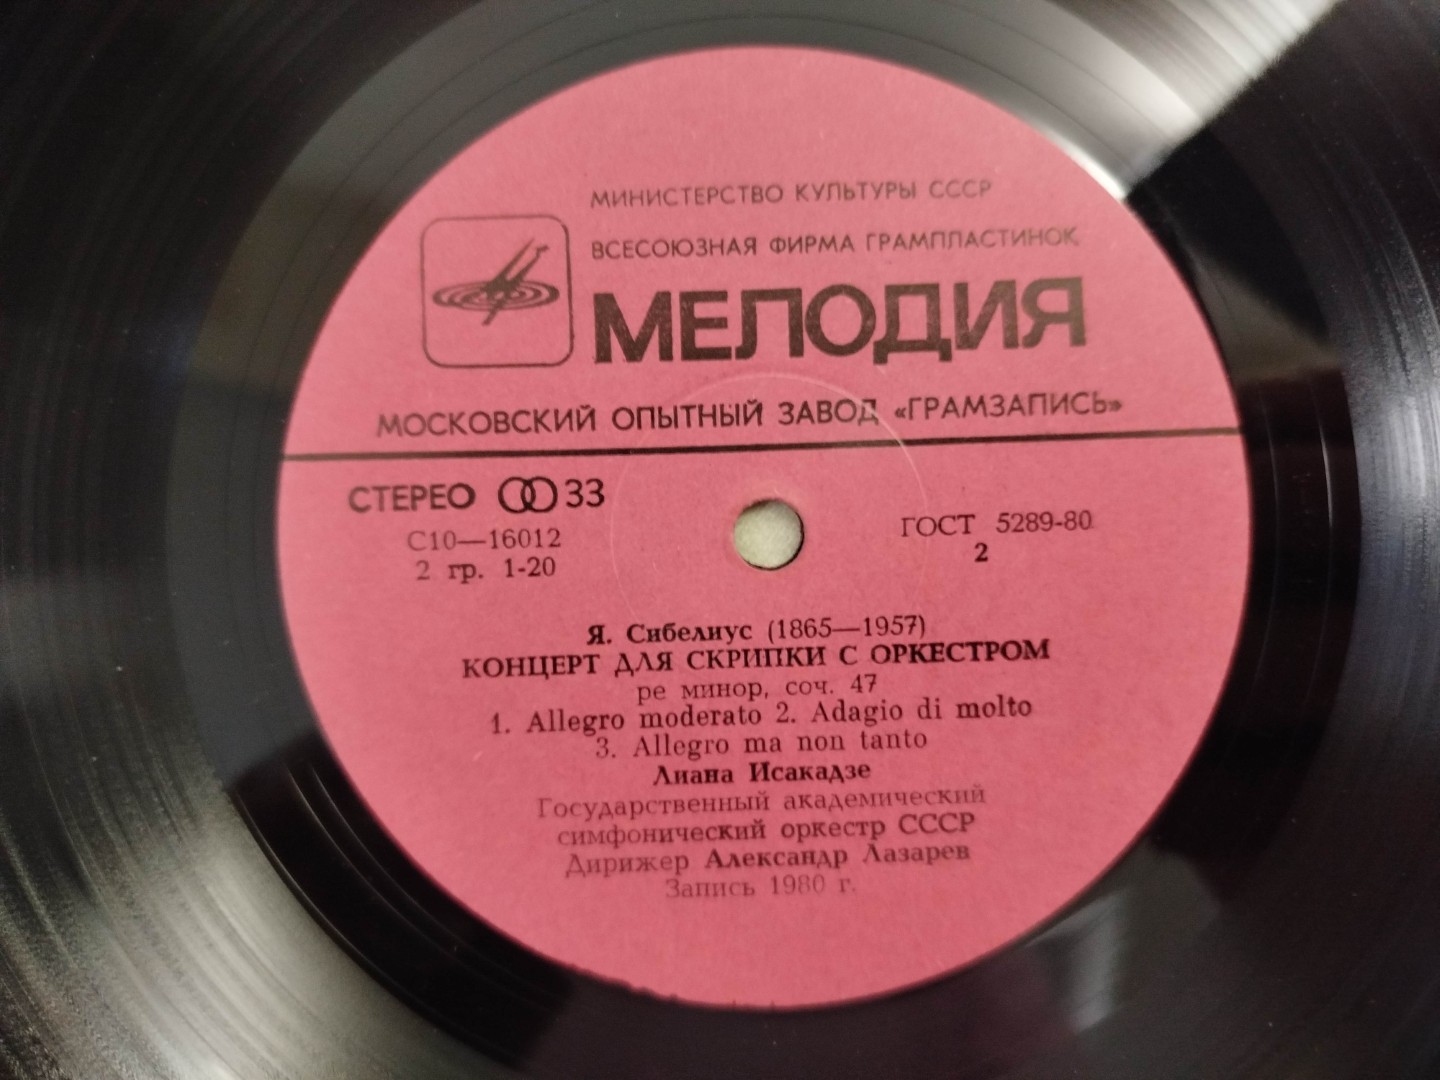 МИНИСТЕРСТВО КУЛЬТУРЫ СССР
ВСЕСОЮЗНАЯ ФИРМА ГРАМПЛАСТИНОК
МЕЛОДИЯ
МОСКОВСКИЙ ОПЫТНЫЙ ЗАВОД «ГРАМЗАПИСЬ»
СТЕРЕО 33
ГОСТ 5289-80
С10—16012
2
2 гр. 1-20
Я. Сибелиус (1865—1957)
КОНЦЕРТ ДЛЯ СКРИПКИ С ОРКЕСТРОМ
ре минор, соч. 47
1. Allegro moderato 2. Adagio di molto
3. Allegro ma non tanto
Лиана Исакадзе
Государственный академический
симфонический оркестр СССР
Дирижер Александр Лазарев
Запись 1980 г.